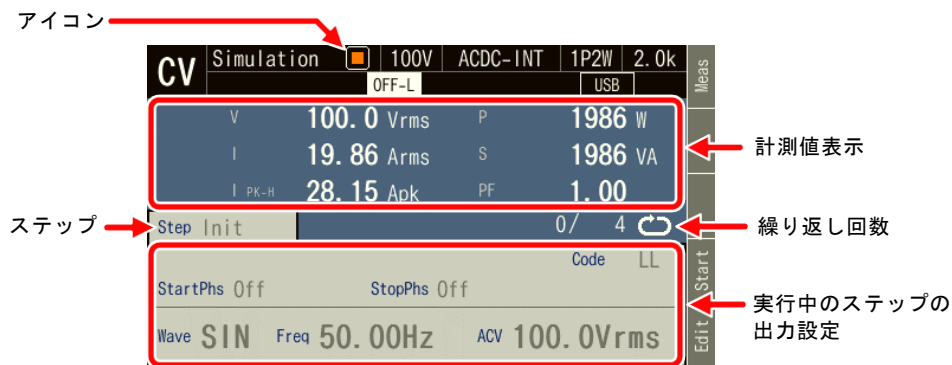 アイコン
CV Simulation 100V ACDC-INT 1P2W 2.0k
OFF-L USB
Meas
V 100.0 Vrms P 1986 W
I 19.86 Arms S 1986 VA
I PK-H 28.15 Apk PF 1.00
計測値表示
ステップ
Step Init 0/ 4
繰り返し回数
Code LL
StartPhs Off StopPhs Off
Wave SIN Freq 50.00Hz ACV 100.0Vrms
Start
Edit
実行中のステップの
出力設定